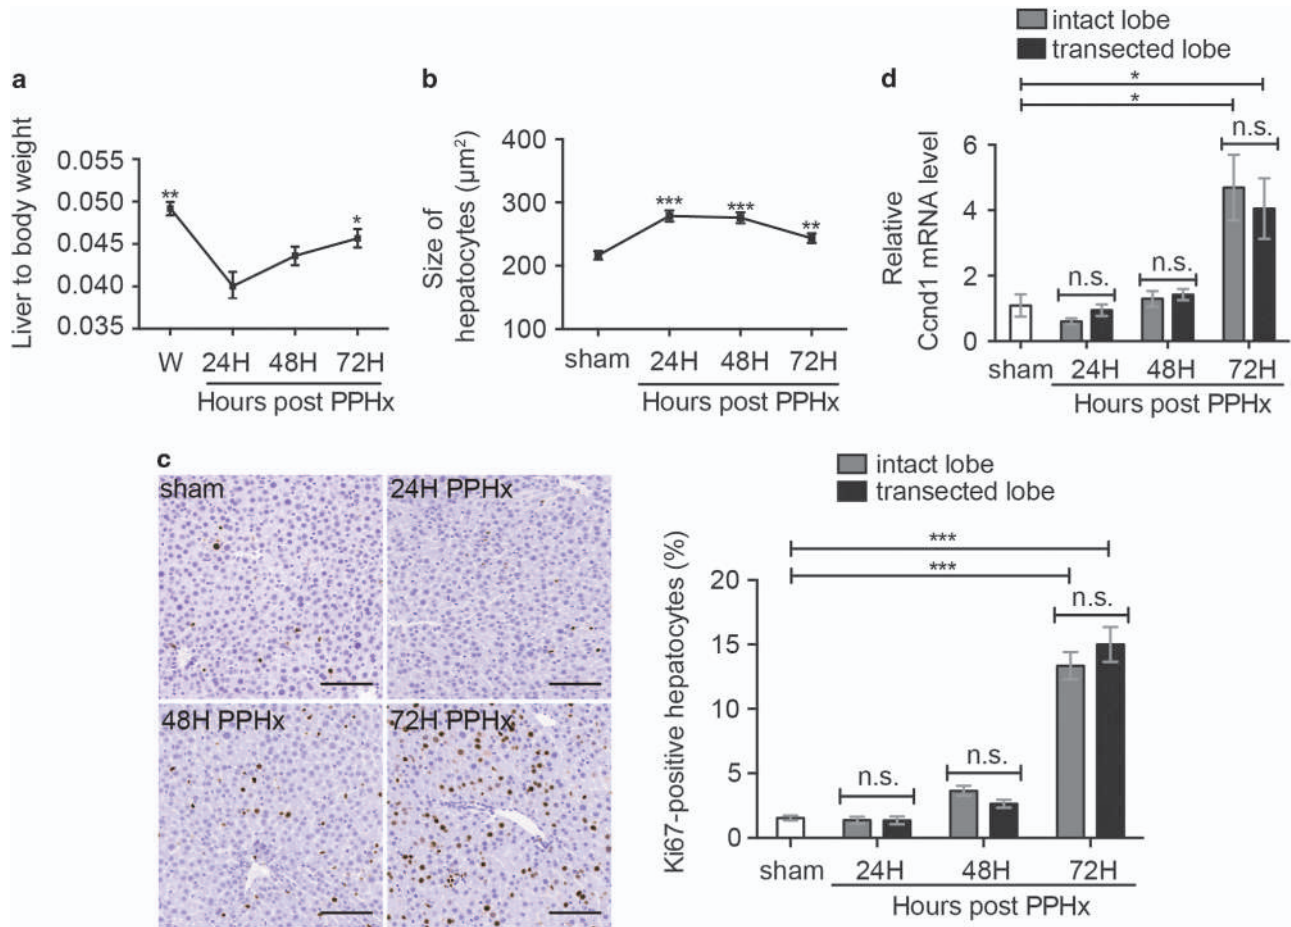 a
Liver to body weight
0.055
0.050
0.045
0.040
0.035
**
*
W 24H 48H 72H
Hours post PPHx
b
Size of
hepatocytes (µm²)
400
300
200
100
***
***
**
sham 24H 48H 72H
Hours post PPHx
intact lobe
transected lobe
d
Relative
Ccnd1 mRNA level
6
4
2
0
*
*
n.s.
n.s.
n.s.
sham 24H 48H 72H
Hours post PPHx
c
sham
24H PPHx
48H PPHx
72H PPHx
intact lobe
transected lobe
Ki67-positive hepatocytes (%)
20
15
10
5
0
***
***
n.s.
n.s.
n.s.
sham 24H 48H 72H
Hours post PPHx